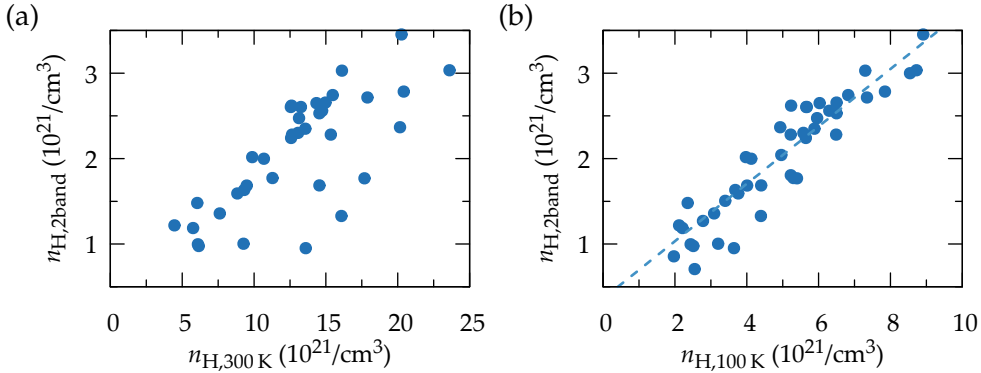 (a)
n_H,2band (10^21/cm^3)
3
2
1
0 5 10 15 20 25
n_H,300 K (10^21/cm^3)
(b)
n_H,2band (10^21/cm^3)
3
2
1
0 2 4 6 8 10
n_H,100 K (10^21/cm^3)